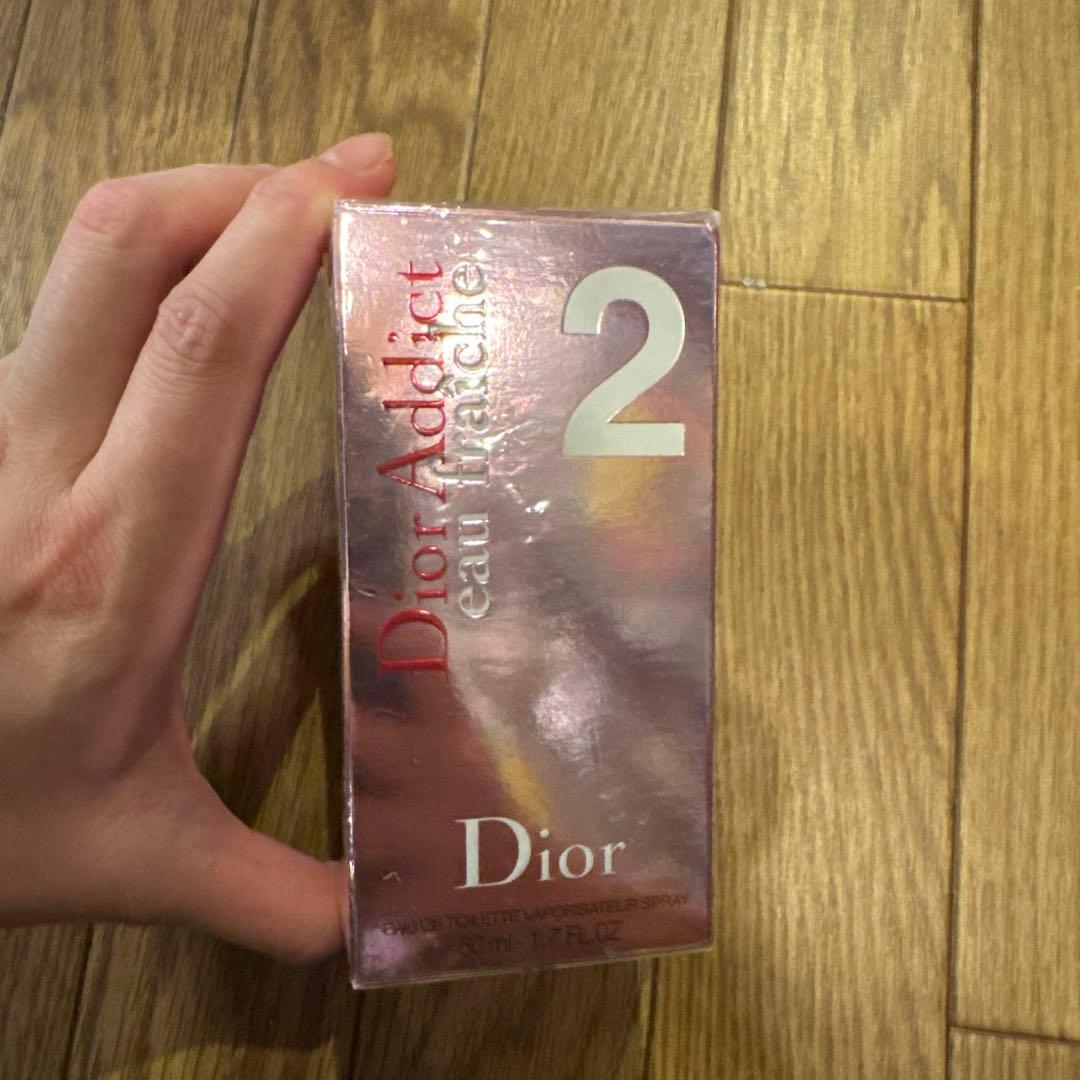 Dior Addict
eau fraîche
2
Dior
EAU DE TOILETTE VAPORISATEUR SPRAY
50 ml - 1.7 FL.OZ